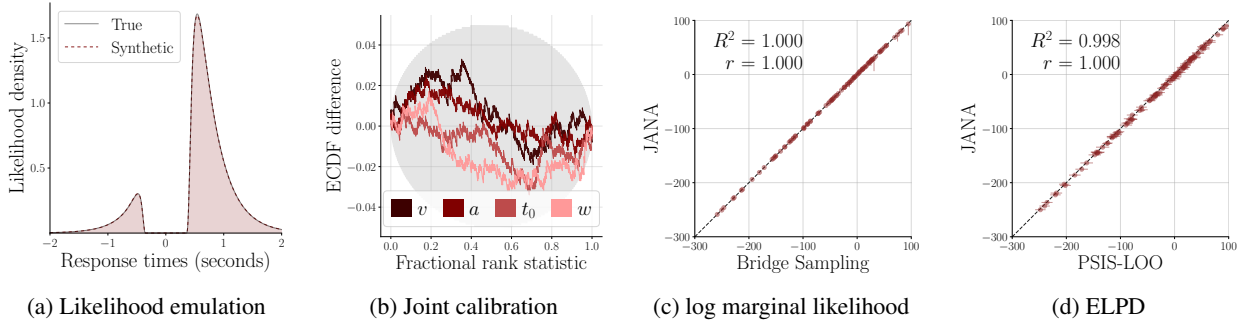 True
Synthetic
Likelihood density
1.5
1.0
0.5
−2
−1
0
1
2
Response times (seconds)
(a) Likelihood emulation
ECDF difference
0.04
0.02
0.00
−0.02
−0.04
v
a
t0
w
0.0
0.2
0.4
0.6
0.8
1.0
Fractional rank statistic
(b) Joint calibration
R² = 1.000
r = 1.000
JANA
100
0
−100
−200
−300
−300
−200
−100
0
100
Bridge Sampling
(c) log marginal likelihood
R² = 0.998
r = 1.000
JANA
100
0
−100
−200
−300
−300
−200
−100
0
100
PSIS-LOO
(d) ELPD